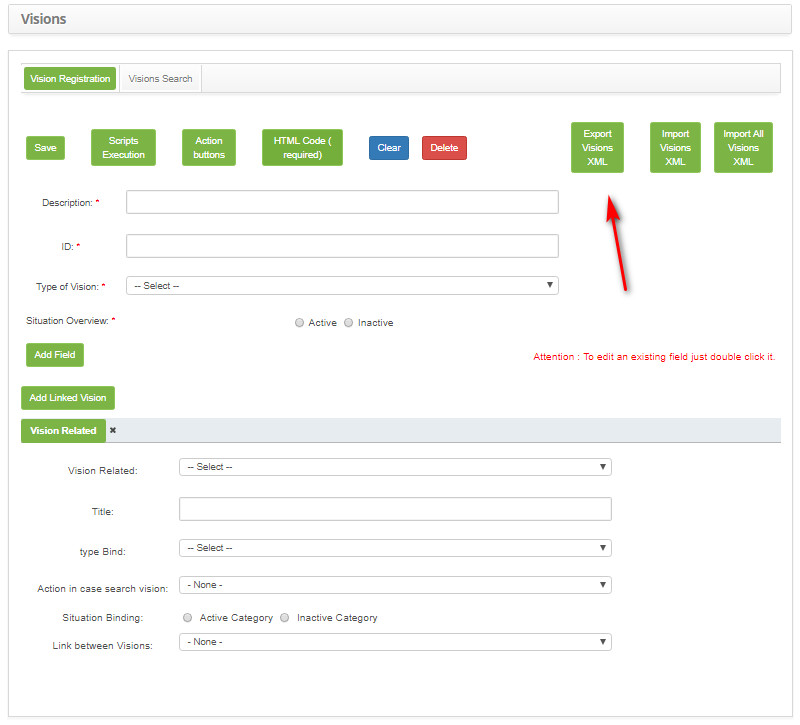 Visions
Vision Registration
Visions Search
Save
Scripts
Execution
Action
buttons
HTML Code (
required)
Clear
Delete
Export
Visions
XML
Import
Visions
XML
Import All
Visions
XML
Description: *
ID: *
Type of Vision: *
-- Select --
Situation Overview: *
Active
Inactive
Add Field
Attention : To edit an existing field just double click it.
Add Linked Vision
Vision Related ✖
Vision Related:
-- Select --
Title:
type Bind:
-- Select --
Action in case search vision:
- None -
Situation Binding:
Active Category
Inactive Category
Link between Visions:
- None -